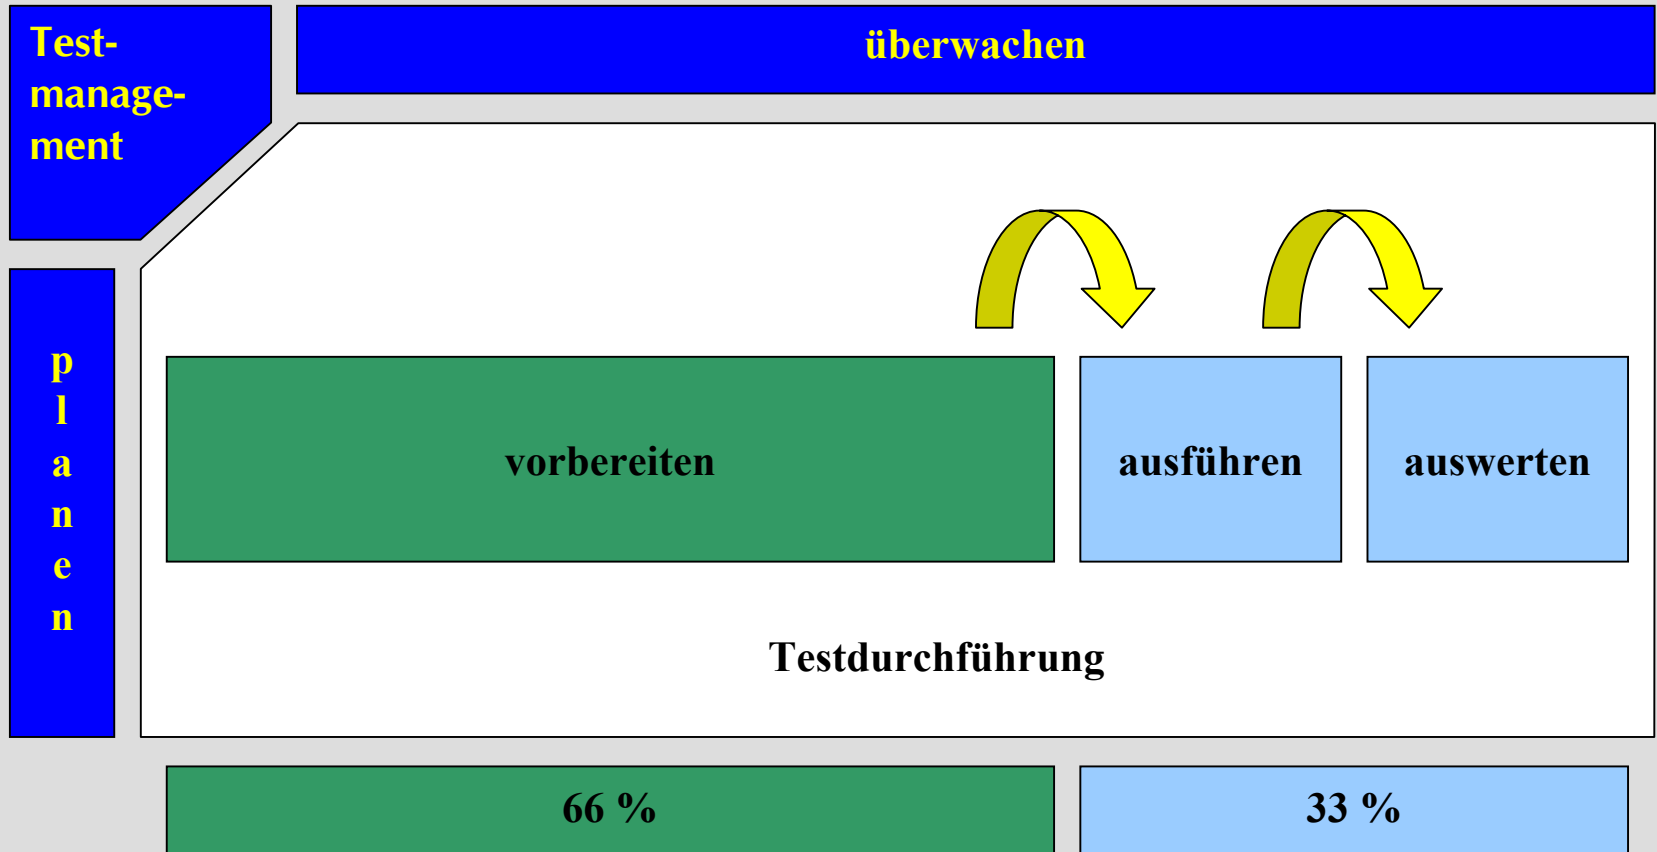 Test-
manage-
ment
überwachen
p
l
a
n
e
n
vorbereiten
ausführen
auswerten
Testdurchführung
66 %
33 %